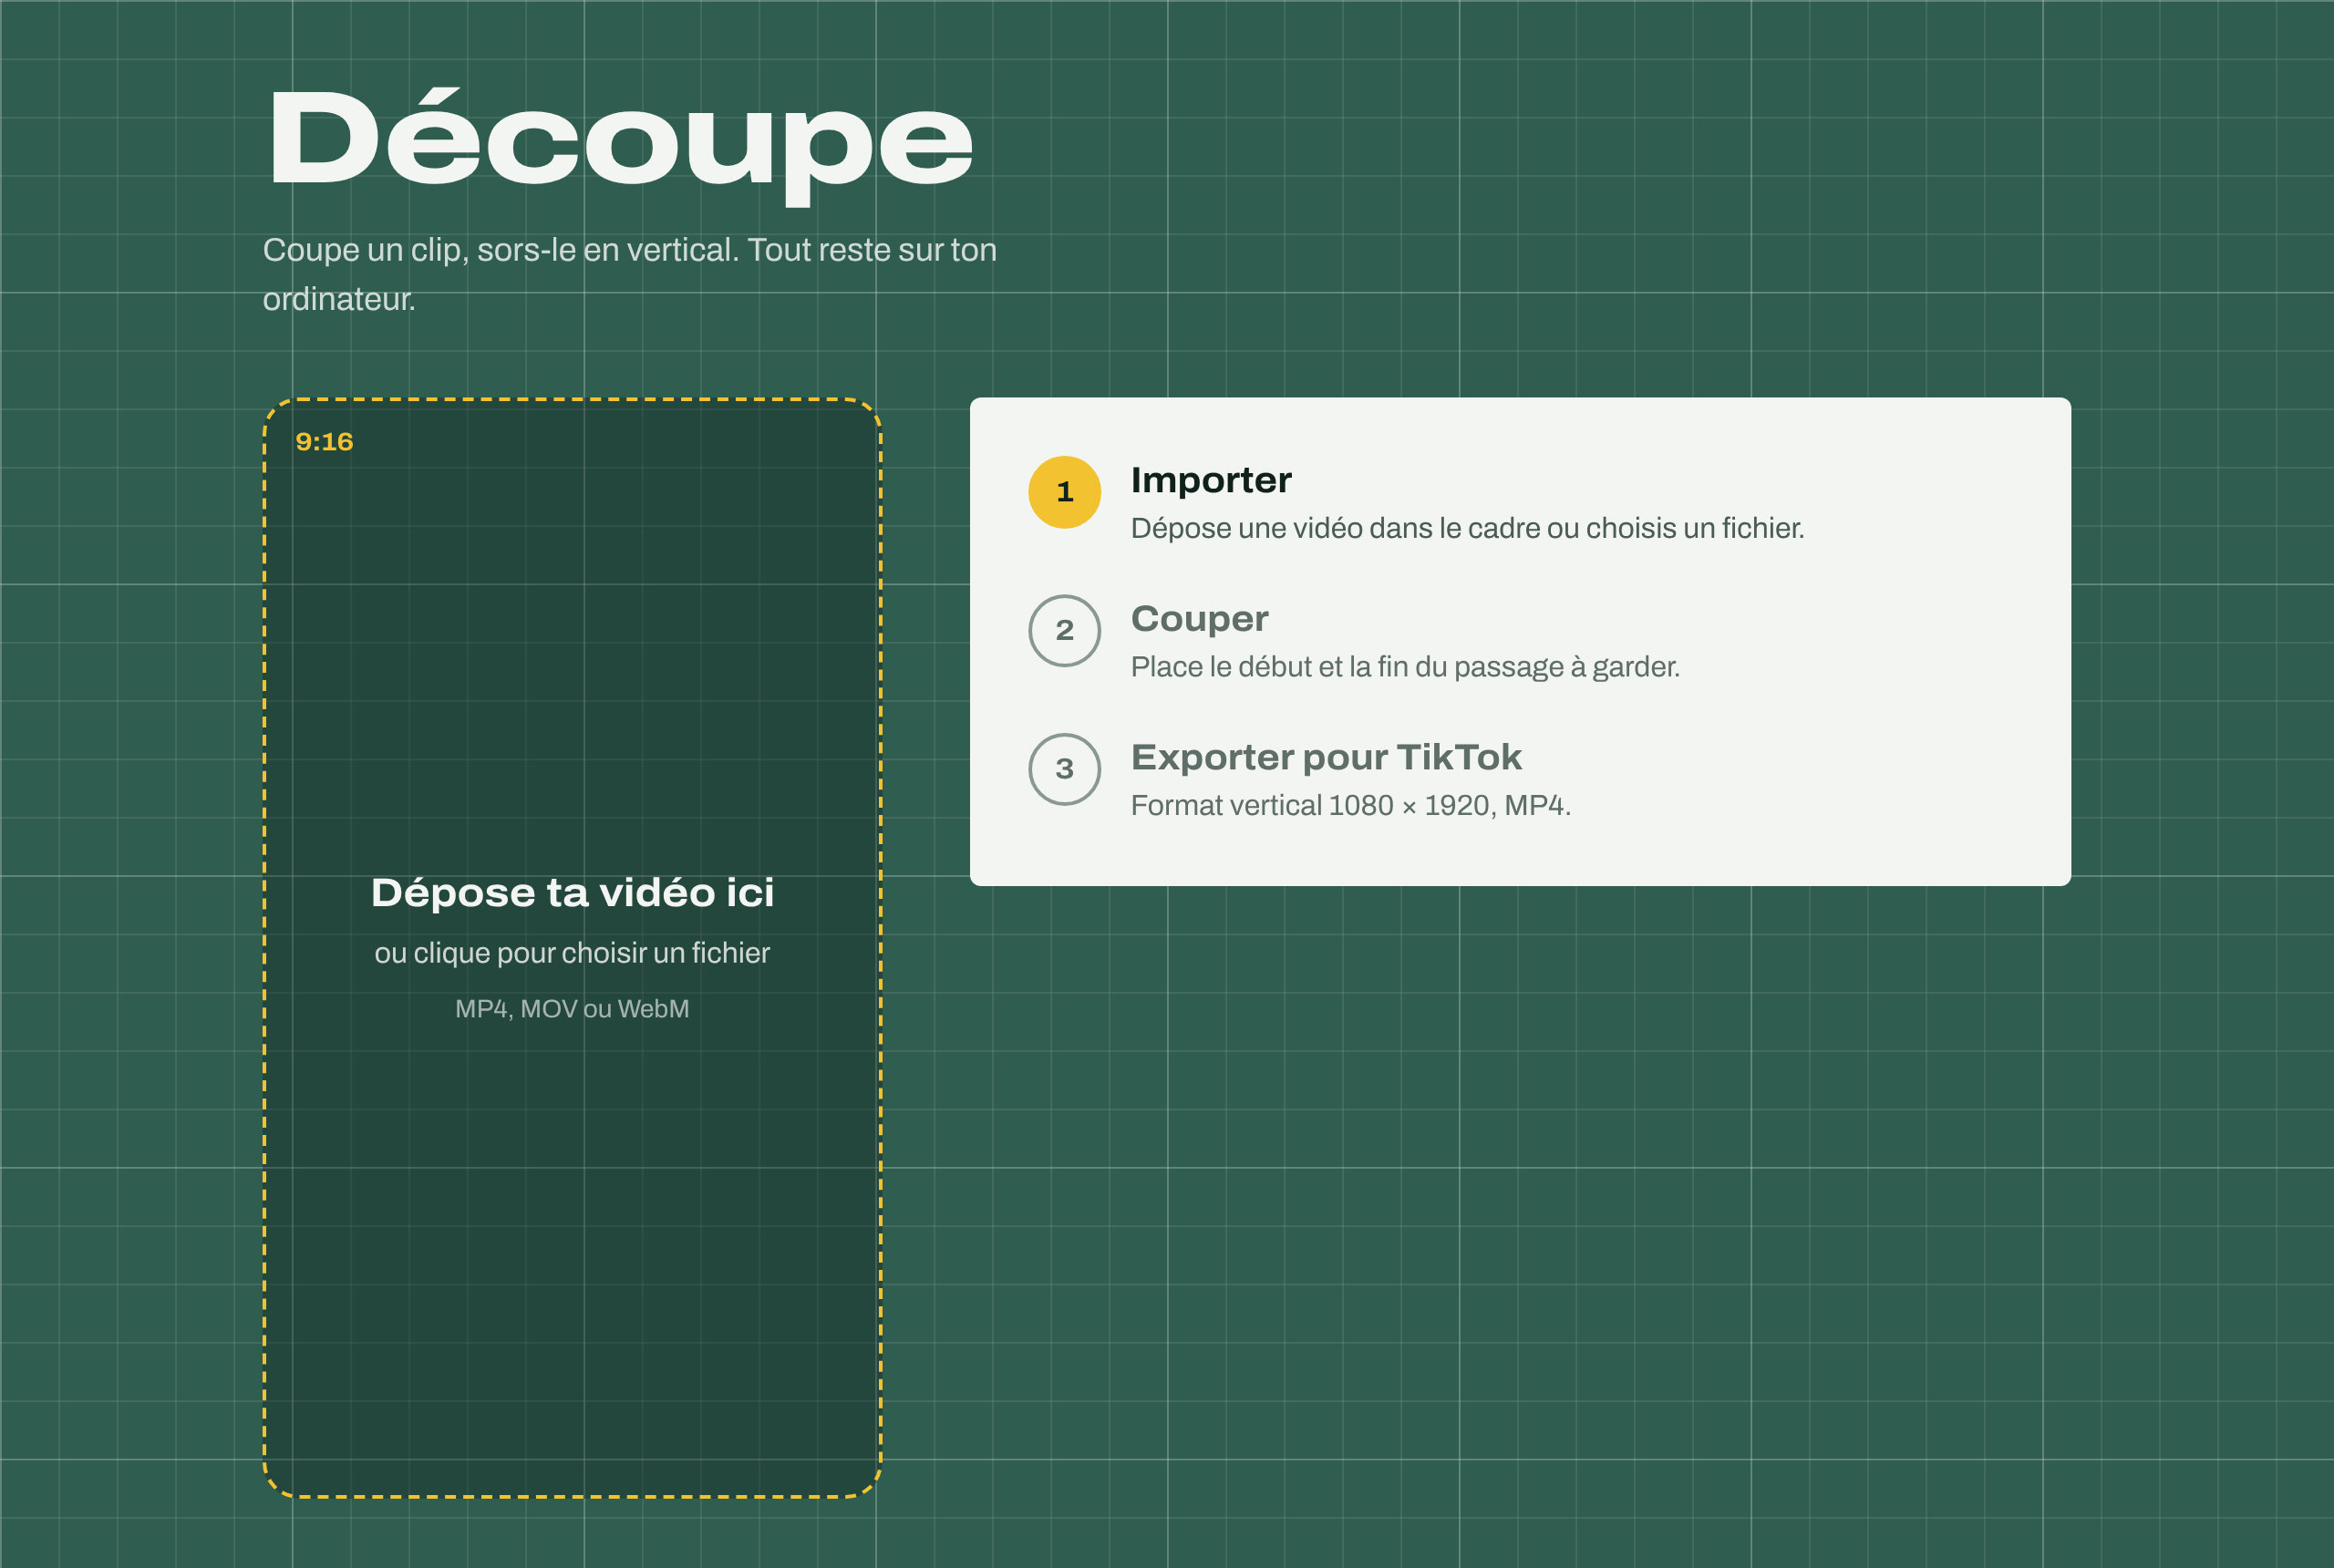 Découpe
Coupe un clip, sors-le en vertical. Tout reste sur ton
ordinateur.
9:16
Dépose ta vidéo ici
ou clique pour choisir un fichier
MP4, MOV ou WebM
1
Importer
Dépose une vidéo dans le cadre ou choisis un fichier.
2
Couper
Place le début et la fin du passage à garder.
3
Exporter pour TikTok
Format vertical 1080 × 1920, MP4.